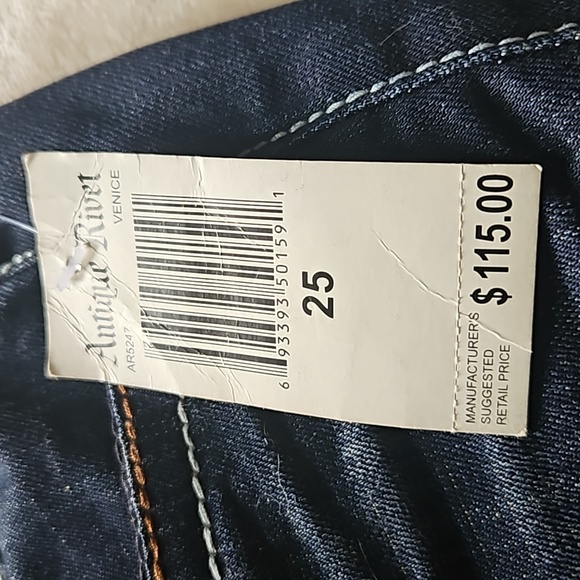 Antique Rivet
VENICE
AR5247
6 93393 50159 1
25
MANUFACTURER'S
SUGGESTED
RETAIL PRICE
$ 115.00